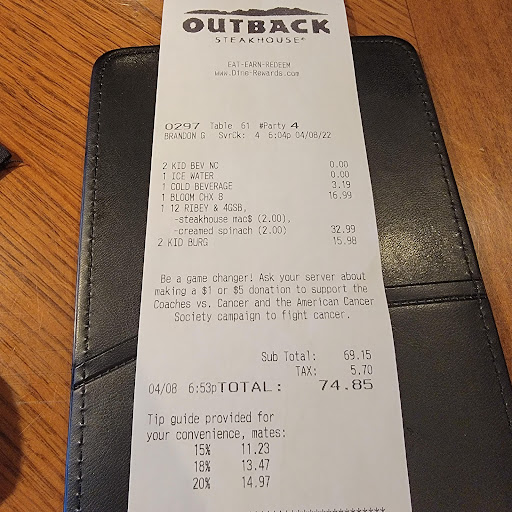 OUTBACK
STEAKHOUSE®
EAT-EARN-REDEEM
www.Dine-Rewards.com
0297 Table 61 #Party 4
BRANDON G SvrCk: 4 6:04p 04/08/22
2 KID BEV NC 0.00
1 ICE WATER 0.00
1 COLD BEVERAGE 3.19
1 BLOOM CHX B 16.99
1 12 RIBEY & 4GSB,
-steakhouse mac$ (2.00),
-creamed spinach (2.00) 32.99
2 KID BURG 15.98
Be a game changer! Ask your server about
making a $1 or $5 donation to support the
Coaches vs. Cancer and the American Cancer
Society campaign to fight cancer.
Sub Total: 69.15
TAX: 5.70
04/08 6:53pTOTAL: 74.85
Tip guide provided for
your convenience, mates:
15% 11.23
18% 13.47
20% 14.97